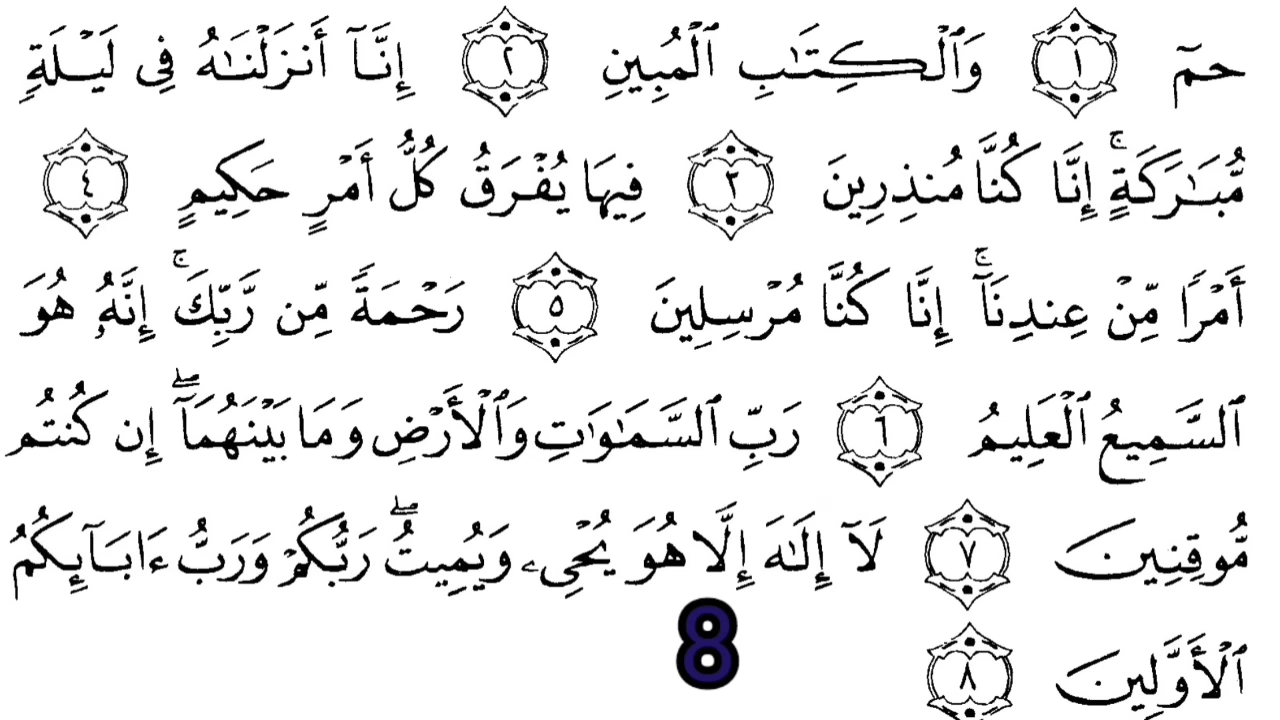 حمٓ ١ وَٱلْكِتَٰبِ ٱلْمُبِينِ ٢ إِنَّآ أَنزَلْنَٰهُ فِى لَيْلَةٍ
مُّبَٰرَكَةٍ ۚ إِنَّا كُنَّا مُنذِرِينَ ٣ فِيهَا يُفْرَقُ كُلُّ أَمْرٍ حَكِيمٍ ٤
أَمْرًا مِّنْ عِندِنَآ ۚ إِنَّا كُنَّا مُرْسِلِينَ ٥ رَحْمَةً مِّن رَّبِّكَ ۚ إِنَّهُۥ هُوَ
ٱلسَّمِيعُ ٱلْعَلِيمُ ٦ رَبِّ ٱلسَّمَٰوَٰتِ وَٱلْأَرْضِ وَمَا بَيْنَهُمَآ ۖ إِن كُنتُم
مُّوقِنِينَ ٧ لَآ إِلَٰهَ إِلَّا هُوَ يُحْىِۦ وَيُمِيتُ ۖ رَبُّكُمْ وَرَبُّ ءَابَآئِكُمُ
ٱلْأَوَّلِينَ ٨
8